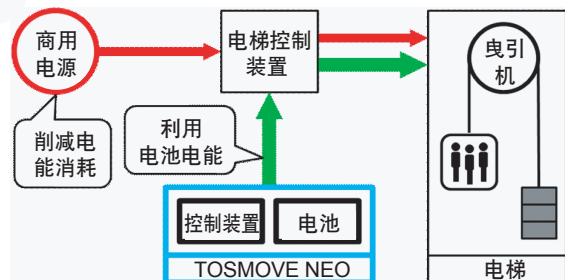 商用
电源
电梯控制
装置
曳引
机
削减电
能消耗
利用
电池电能
控制装置
电池
TOSMOVE NEO
电梯